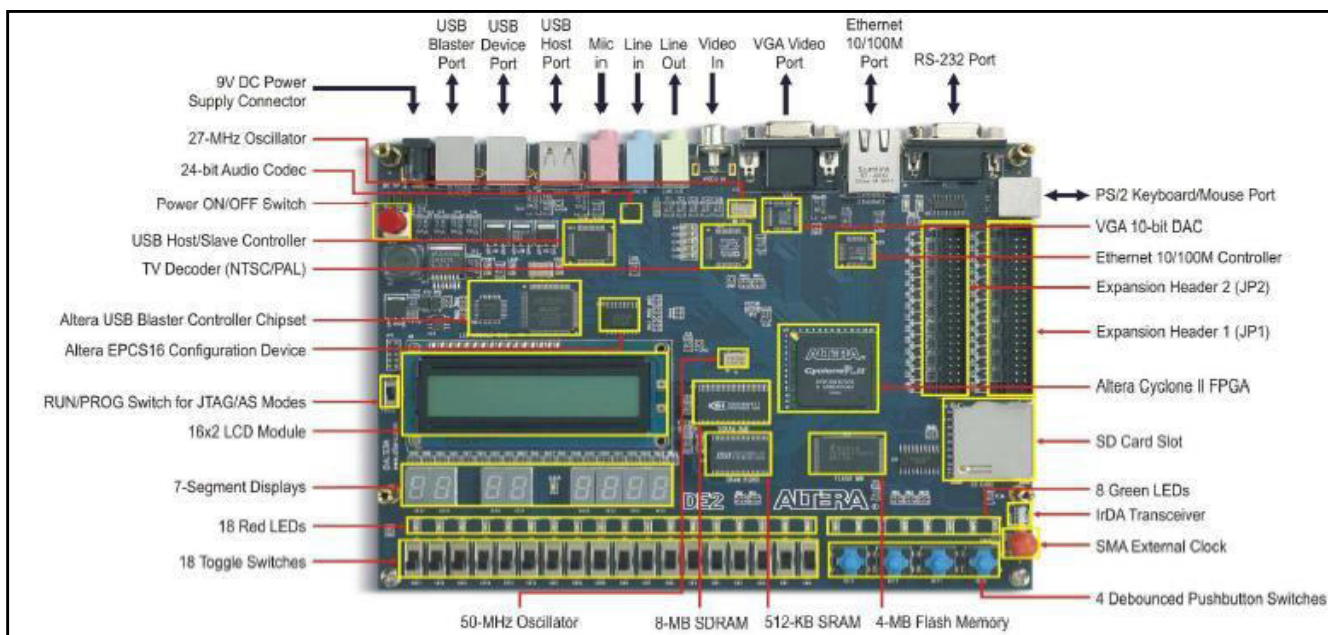 USB
Blaster
Port
USB
Device
Port
USB
Host
Port
Mic
in
Line
in
Line
Out
Video
In
VGA Video
Port
Ethernet
10/100M
Port
RS-232 Port
9V DC Power
Supply Connector
27-MHz Oscillator
24-bit Audio Codec
Power ON/OFF Switch
USB Host/Slave Controller
TV Decoder (NTSC/PAL)
Altera USB Blaster Controller Chipset
Altera EPCS16 Configuration Device
RUN/PROG Switch for JTAG/AS Modes
16x2 LCD Module
7-Segment Displays
18 Red LEDs
18 Toggle Switches
PS/2 Keyboard/Mouse Port
VGA 10-bit DAC
Ethernet 10/100M Controller
Expansion Header 2 (JP2)
Expansion Header 1 (JP1)
Altera Cyclone II FPGA
SD Card Slot
8 Green LEDs
IrDA Transceiver
SMA External Clock
4 Debounced Pushbutton Switches
ALTERA
Cyclone II
DE2
ALTERA
50-MHz Oscillator
8-MB SDRAM
512-KB SRAM
4-MB Flash Memory